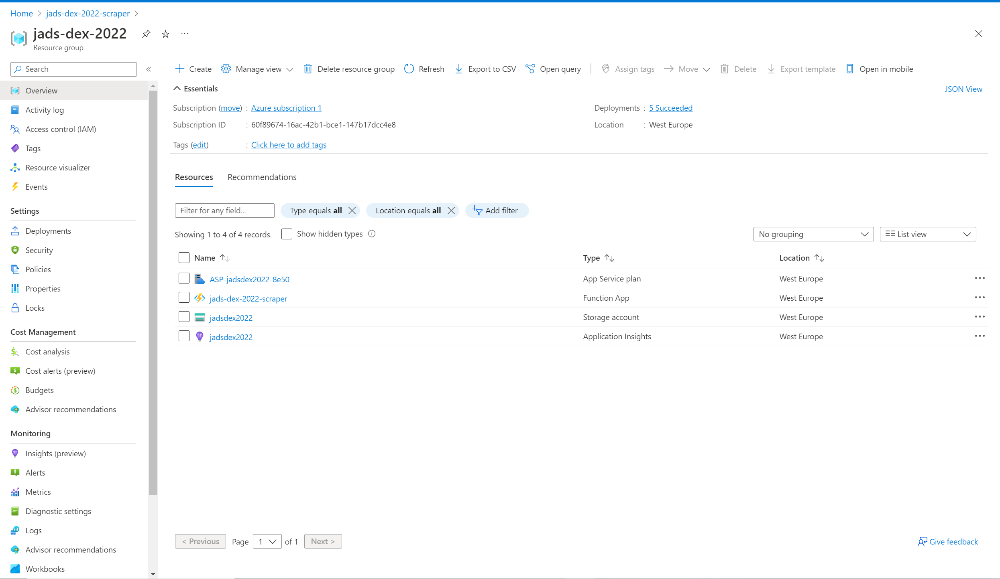 Home > jads-dex-2022-scraper >
jads-dex-2022
Resource group
Search
«
Create
Manage view
Delete resource group
Refresh
Export to CSV
Open query
Assign tags
Move
Delete
Export template
Open in mobile
Overview
Activity log
Access control (IAM)
Tags
Resource visualizer
Events
Settings
Deployments
Security
Policies
Properties
Locks
Cost Management
Cost analysis
Cost alerts (preview)
Budgets
Advisor recommendations
Monitoring
Insights (preview)
Alerts
Metrics
Diagnostic settings
Logs
Advisor recommendations
Workbooks
Essentials
JSON View
Subscription (move) : Azure subscription 1
Deployments : 5 Succeeded
Subscription ID : 60f89674-16ac-42b1-bce1-147b17dcc4e8
Location : West Europe
Tags (edit) : Click here to add tags
Resources Recommendations
Filter for any field...
Type equals all
Location equals all
Add filter
Showing 1 to 4 of 4 records.
Show hidden types
No grouping
List view
Name Type Location
ASP-jadsdex2022-8e50 App Service plan West Europe
jads-dex-2022-scraper Function App West Europe
jadsdex2022 Storage account West Europe
jadsdex2022 Application Insights West Europe
< Previous Page 1 of 1 Next >
Give feedback